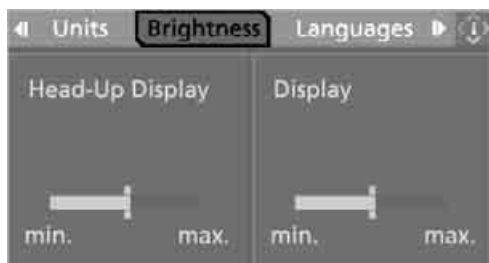 Units Brightness Languages
Head-Up Display Display
min. max. min. max.